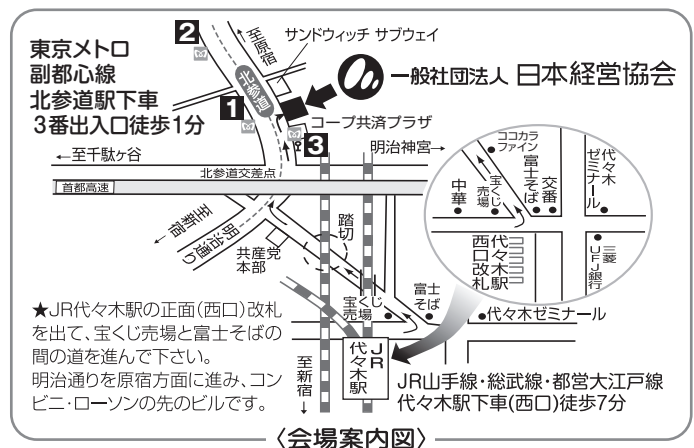 東京メトロ
副都心線
北参道駅下車
3番出入口徒歩1分
2
至原宿
サンドウィッチ サブウェイ
北参道
一般社団法人 日本経営協会
1
コープ共済プラザ
3
←至千駄ヶ谷
明治神宮→
北参道交差点
首都高速
至新宿
明治通り
共産党
本部
踏切
宝くじ
売場
富士
そば
代々木ゼミナール
ココカラ
ファイン
中華
宝くじ
売場
富士そば
交番
代々木
ゼミナール
代々木駅
西口改札
三菱
UFJ銀行
★JR代々木駅の正面(西口)改札
を出て、宝くじ売場と富士そばの
間の道を進んで下さい。
明治通りを原宿方面に進み、コン
ビニ・ローソンの先のビルです。
至新宿
↓
JR
代々木駅
JR山手線・総武線・都営大江戸線
代々木駅下車(西口)徒歩7分
〈会場案内図〉